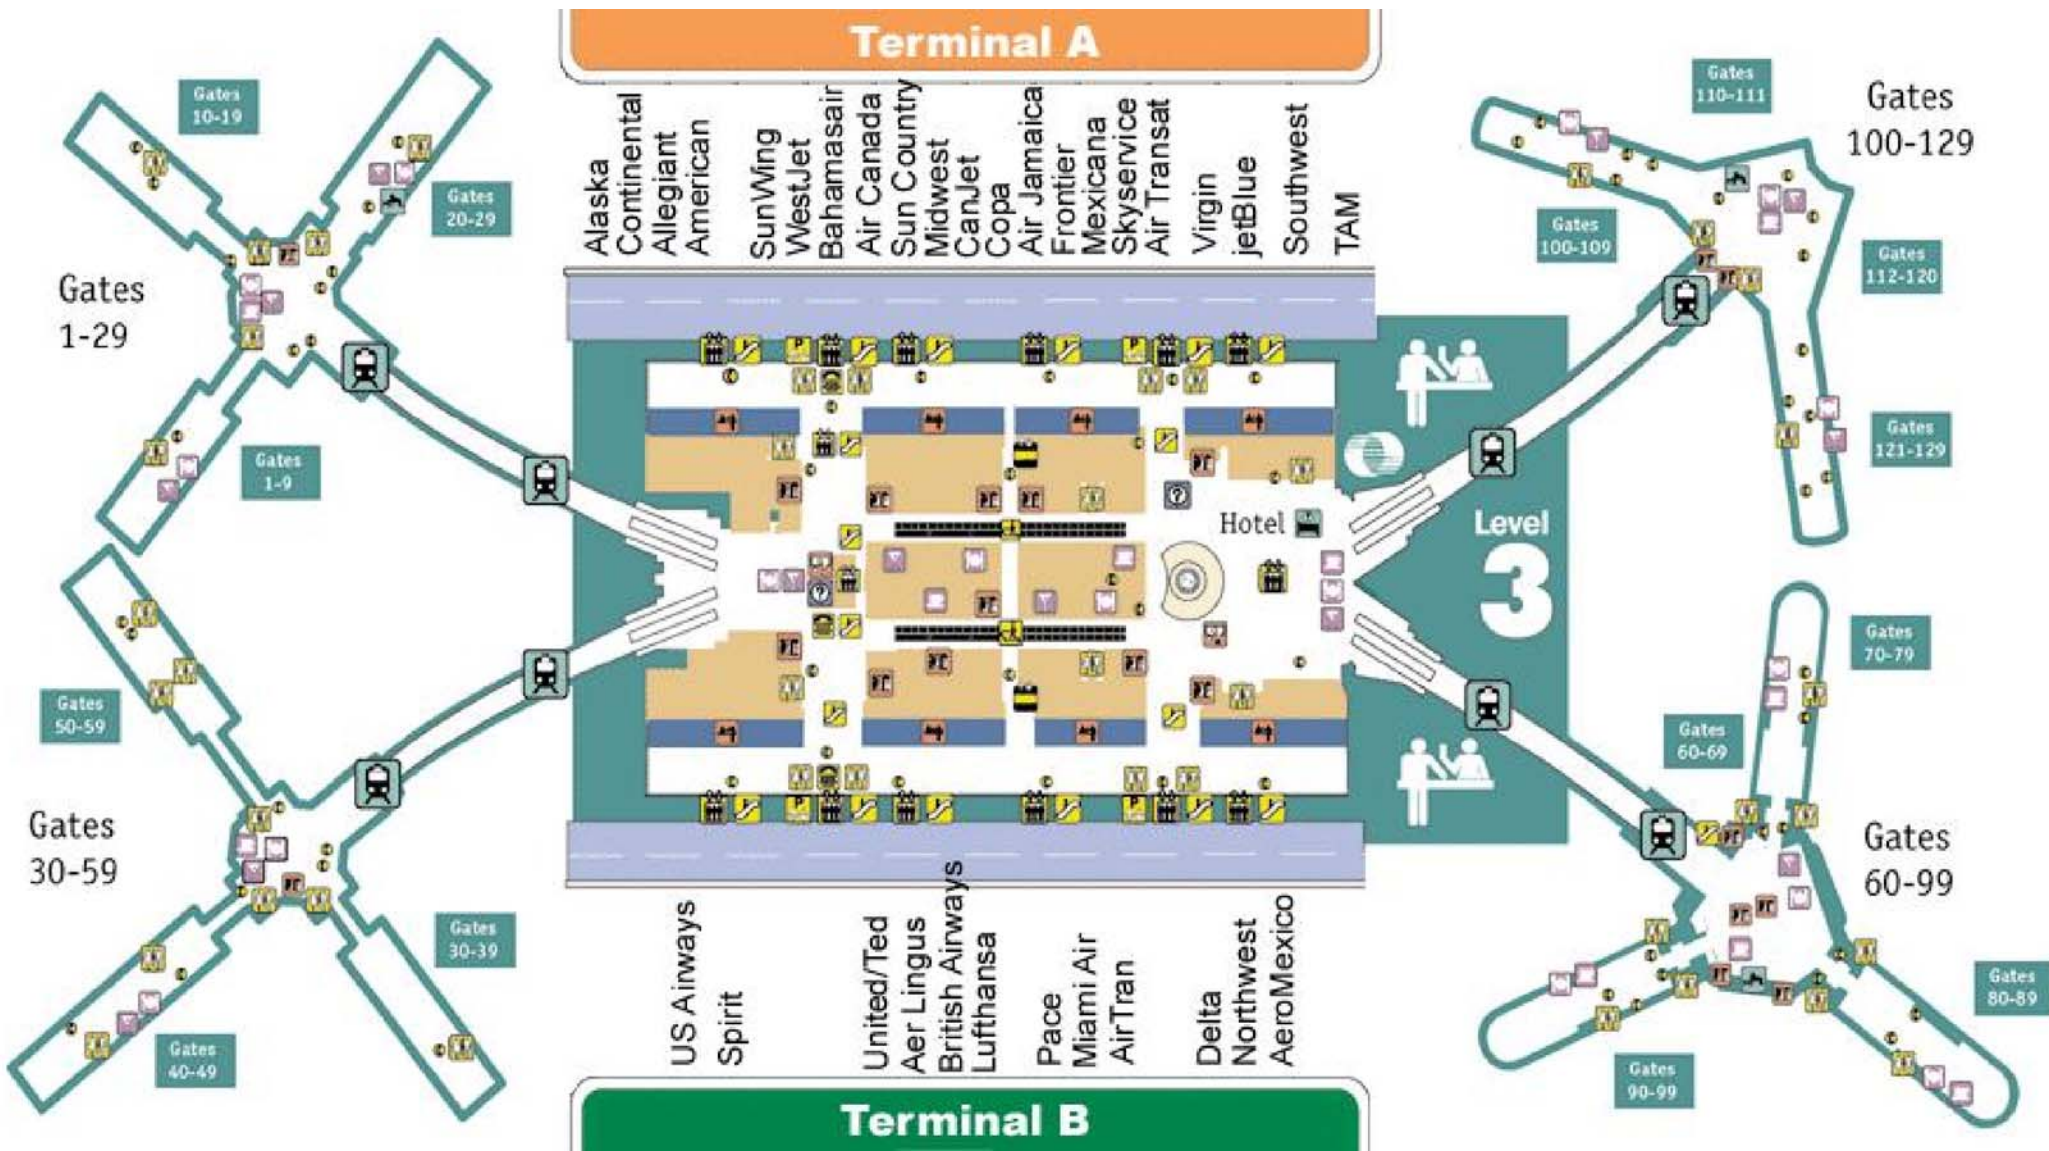 Terminal A
Gates
10-19
Gates
20-29
Gates
1-29
Gates
1-9
Gates
110-111
Gates
100-129
Gates
100-109
Gates
112-120
Gates
121-129
Alaska
Continental
Allegiant
American
SunWing
WestJet
Bahamasair
Air Canada
Sun Country
Midwest
CanJet
Copa
Air Jamaica
Frontier
Mexicana
Skyservice
Air Transat
Virgin
jetBlue
Southwest
TAM
Hotel
Level
3
Gates
50-59
Gates
30-59
Gates
30-39
Gates
40-49
Gates
70-79
Gates
60-69
Gates
60-99
Gates
80-89
Gates
90-99
US Airways
Spirit
United/Ted
Aer Lingus
British Airways
Lufthansa
Pace
Miami Air
AirTran
Delta
Northwest
AeroMexico
Terminal B